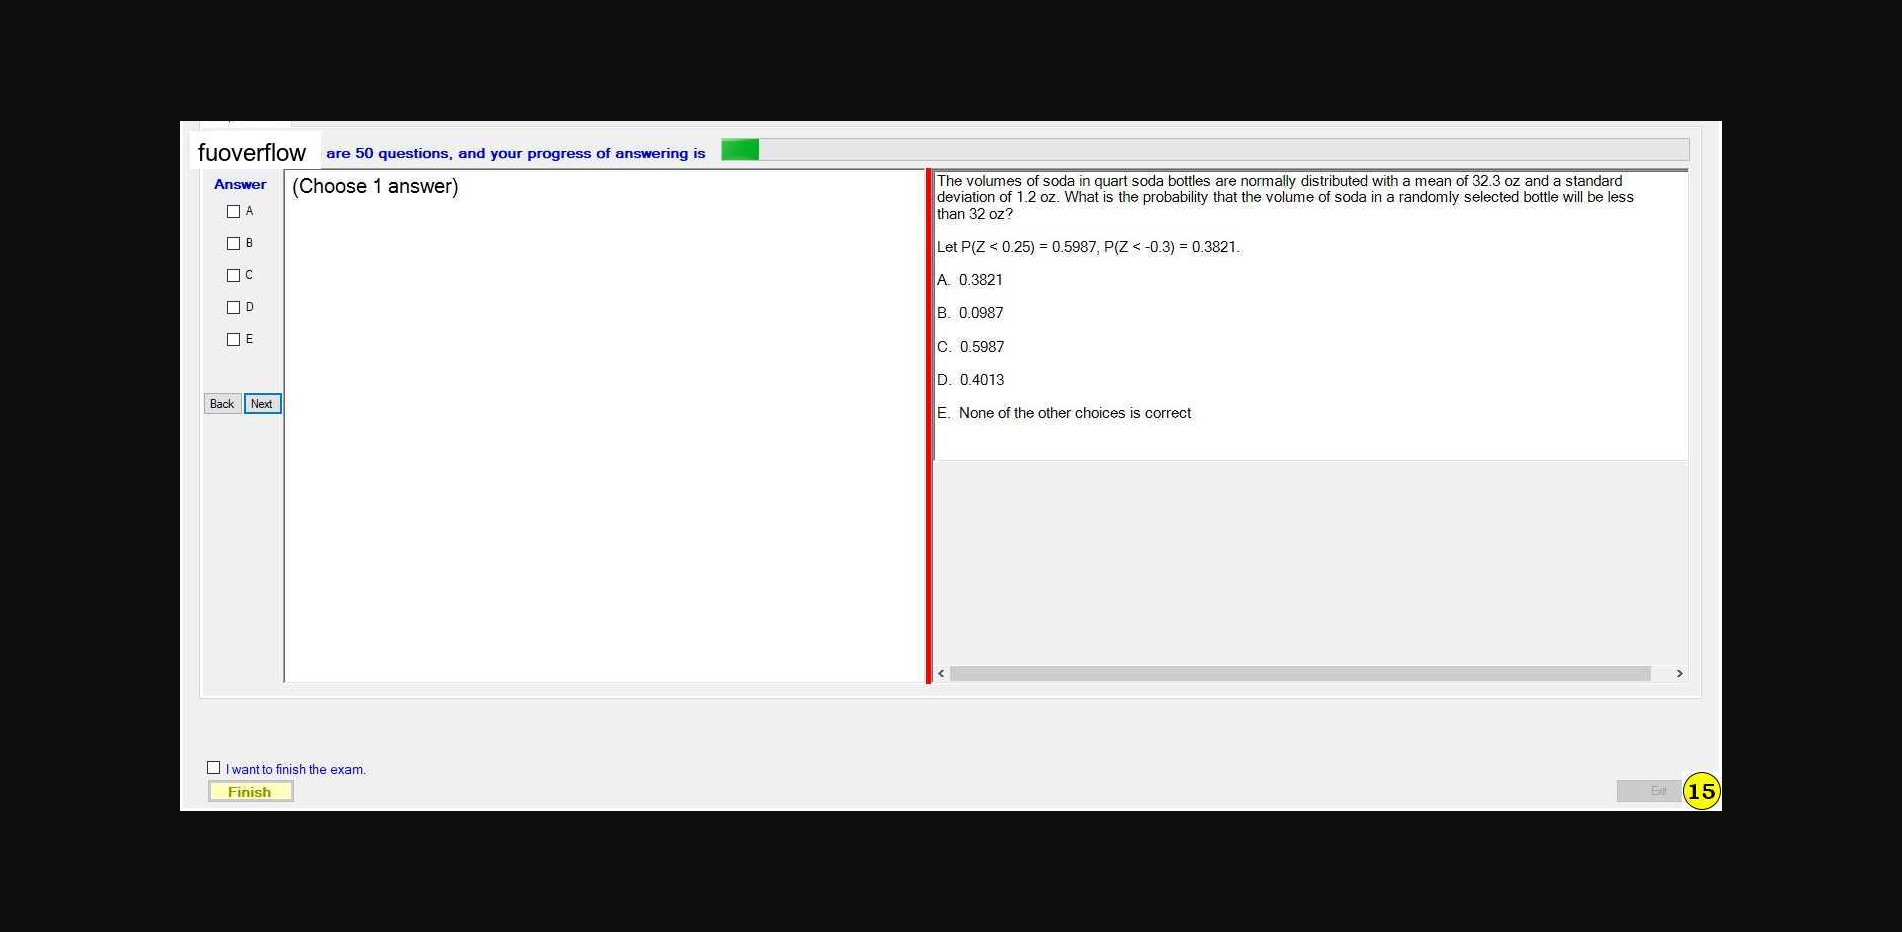 fuoverflow are 50 questions, and your progress of answering is
Answer
A
B
C
D
E
Back Next
(Choose 1 answer)
The volumes of soda in quart soda bottles are normally distributed with a mean of 32.3 oz and a standard
deviation of 1.2 oz. What is the probability that the volume of soda in a randomly selected bottle will be less
than 32 oz?
Let P(Z < 0.25) = 0.5987, P(Z < -0.3) = 0.3821.
A. 0.3821
B. 0.0987
C. 0.5987
D. 0.4013
E. None of the other choices is correct
I want to finish the exam.
Finish
Exit
15